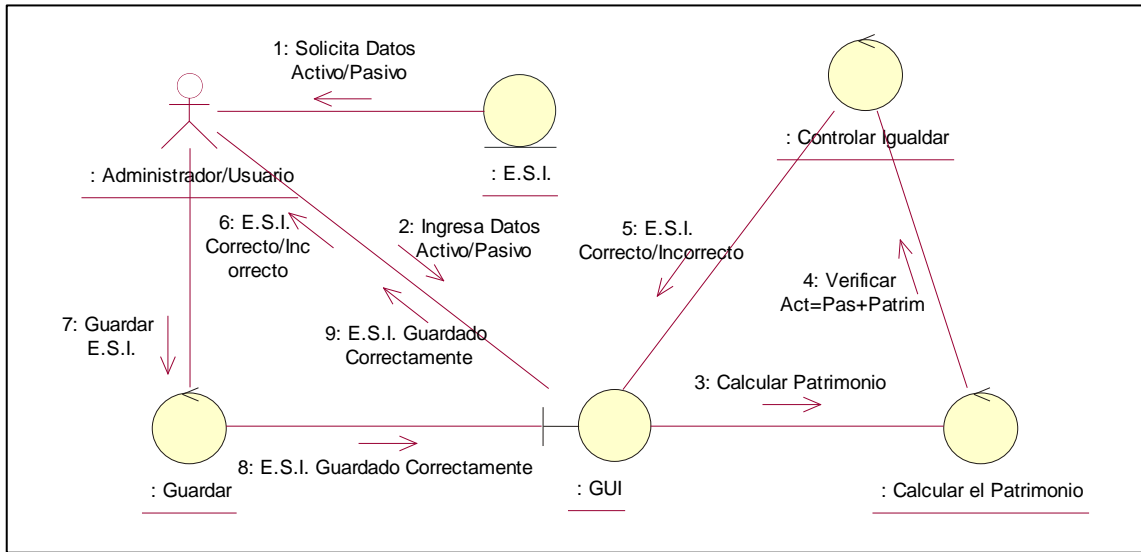 1: Solicita Datos
Activo/Pasivo
: Administrador/Usuario
: E.S.I.
: Controlar Igualdar
6: E.S.I.
Correcto/Inc
orrecto
2: Ingresa Datos
Activo/Pasivo
5: E.S.I.
Correcto/Incorrecto
4: Verificar
Act=Pas+Patrim
7: Guardar
E.S.I.
9: E.S.I. Guardado
Correctamente
3: Calcular Patrimonio
8: E.S.I. Guardado Correctamente
: Guardar
: GUI
: Calcular el Patrimonio